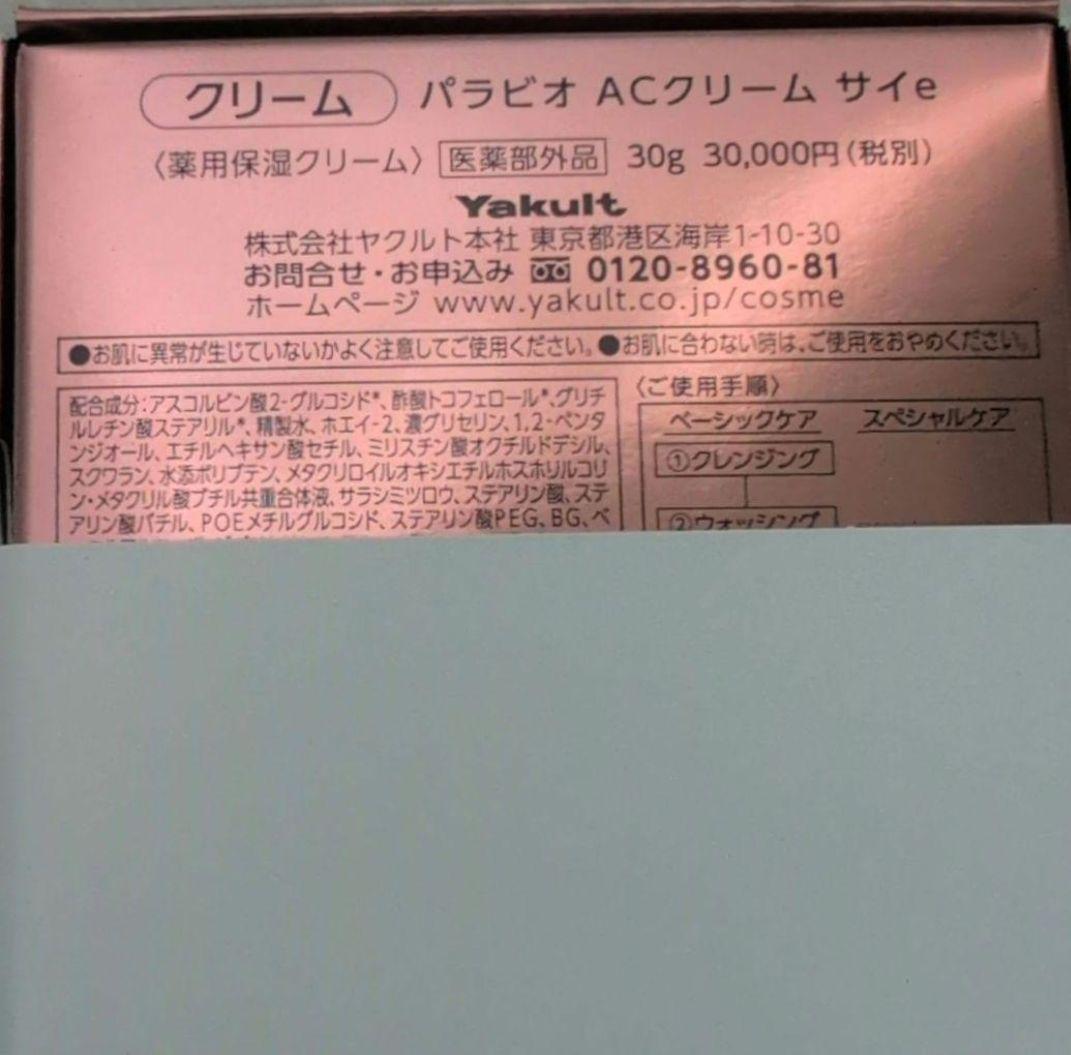 クリーム パラビオ ACクリーム サイe
〈薬用保湿クリーム〉 医薬部外品 30g 30,000円(税別)
Yakult
株式会社ヤクルト本社 東京都港区海岸1-10-30
お問合せ・お申込み 0120-8960-81
ホームページ www.yakult.co.jp/cosme
●お肌に異常が生じていないかよく注意してご使用ください。●お肌に合わない時は、ご使用をおやめください。
配合成分:アスコルビン酸2-グルコシド*、酢酸トコフェロール*、グリチ
ルレチン酸ステアリル*、精製水、ホエイ-2、濃グリセリン、1,2-ペンタ
ンジオール、エチルヘキサン酸セチル、ミリスチン酸オクチルドデシル、
スクワラン、水添ポリブテン、メタクリロイルオキシエチルホスホリルコリ
ン・メタクリル酸ブチル共重合体液、サラシミツロウ、ステアリン酸、ステ
アリン酸バチル、POEメチルグルコシド、ステアリン酸PEG、BG、ベ
〈ご使用手順〉
ベーシックケア スペシャルケア
①クレンジング
②ウォッシング